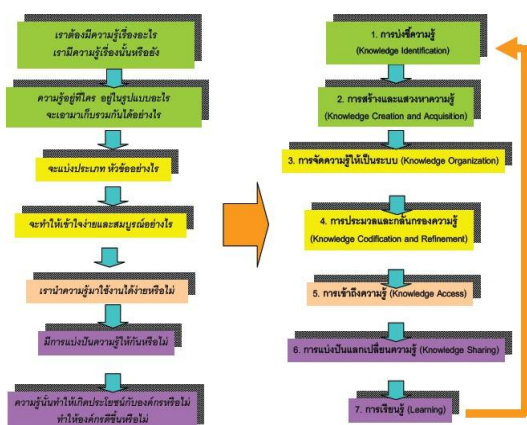 เราต้องมีความรู้เรื่องอะไร
เรามีความรู้เรื่องนั้นหรือยัง
ความรู้อยู่ที่ใคร อยู่ในรูปแบบอะไร
จะเอามาเก็บรวมกันได้อย่างไร
จะแบ่งประเภท หัวข้ออย่างไร
จะทำให้เข้าใจง่ายและสมบูรณ์อย่างไร
เรานำความรู้มาใช้งานได้ง่ายหรือไม่
มีการแบ่งปันความรู้ให้กันหรือไม่
ความรู้นั้นทำให้เกิดประโยชน์กับองค์กรหรือไม่
ทำให้องค์กรดีขึ้นหรือไม่
1. การบ่งชี้ความรู้
(Knowledge Identification)
2. การสร้างและแสวงหาความรู้
(Knowledge Creation and Acquisition)
3. การจัดความรู้ให้เป็นระบบ (Knowledge Organization)
4. การประมวลและกลั่นกรองความรู้
(Knowledge Codification and Refinement)
5. การเข้าถึงความรู้ (Knowledge Access)
6. การแบ่งปันแลกเปลี่ยนความรู้ (Knowledge Sharing)
7. การเรียนรู้ (Learning)